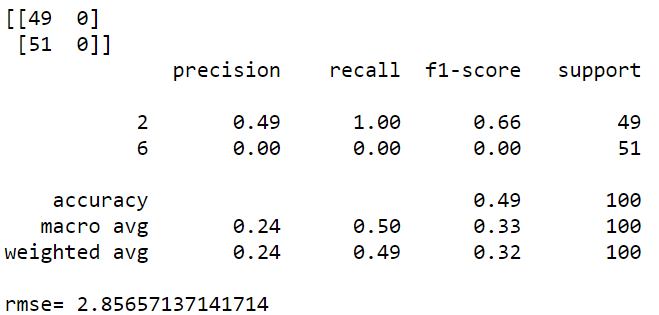 [[49 0]
[51 0]]
precision recall f1-score support
2 0.49 1.00 0.66 49
6 0.00 0.00 0.00 51
accuracy 0.49 100
macro avg 0.24 0.50 0.33 100
weighted avg 0.24 0.49 0.32 100
rmse= 2.85657137141714